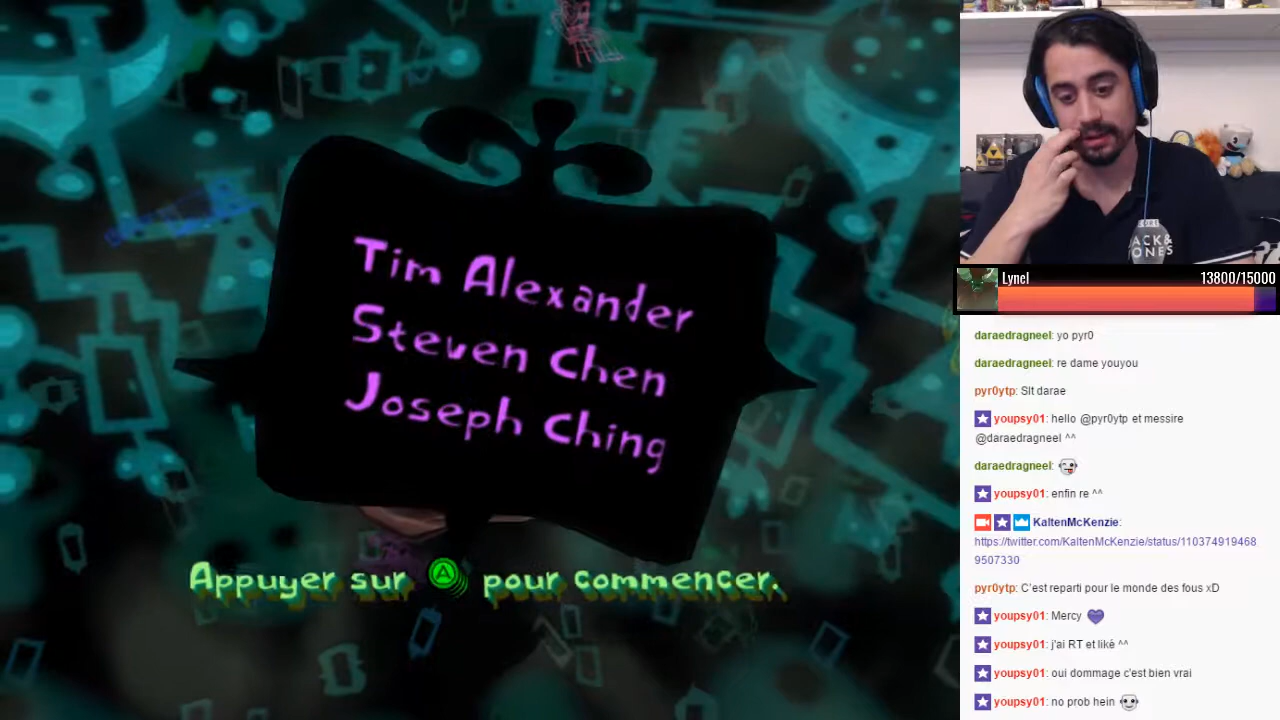 Tim Alexander
Steven Chen
Joseph Ching
Appuyer sur A pour commencer.
ORE
JACK&
JONES
Lynel 13800/15000
daraedragneel: yo pyr0
daraedragneel: re dame youyou
pyr0ytp: Slt darae
youpsy01: hello @pyr0ytp et messire
@daraedragneel ^^
daraedragneel:
youpsy01: enfin re ^^
KaltenMcKenzie:
https://twitter.com/KaltenMcKenzie/status/110374919468
9507330
pyr0ytp: C'est reparti pour le monde des fous xD
youpsy01: Mercy
youpsy01: j'ai RT et liké ^^
youpsy01: oui dommage c'est bien vrai
youpsy01: no prob hein